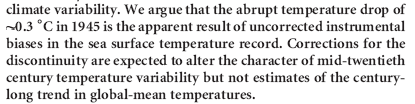 climate variability. We argue that the abrupt temperature drop of
~0.3 °C in 1945 is the apparent result of uncorrected instrumental
biases in the sea surface temperature record. Corrections for the
discontinuity are expected to alter the character of mid-twentieth
century temperature variability but not estimates of the century-
long trend in global-mean temperatures.